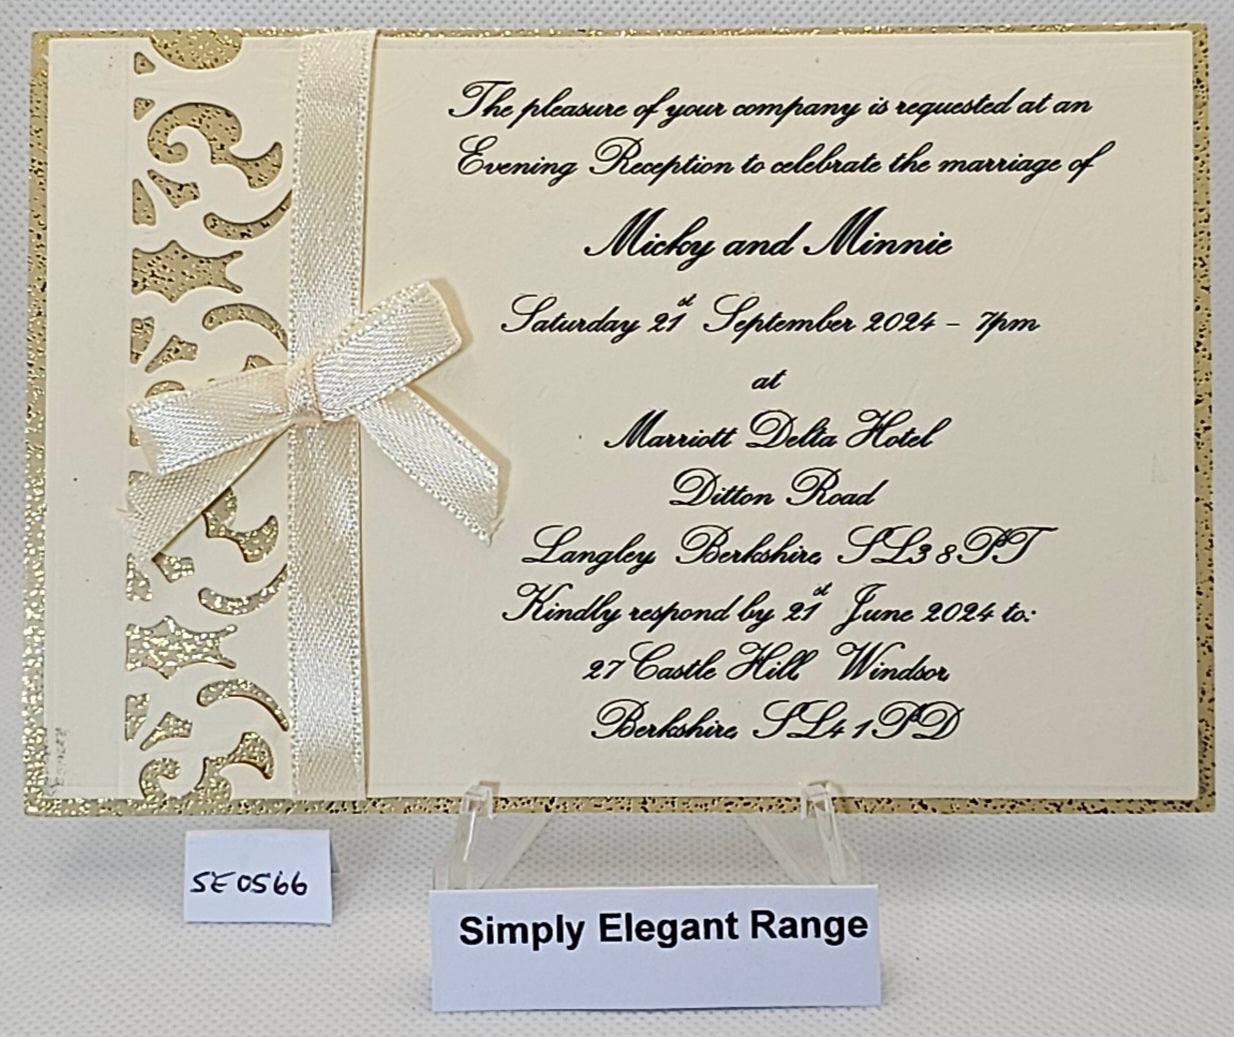 The pleasure of your company is requested at an
Evening Reception to celebrate the marriage of
Micky and Minnie
Saturday 21st September 2024 - 7pm
at
Marriott Delta Hotel
Ditton Road
Langley, Berkshire, SL3 8PT
Kindly respond by 21st June 2024 to:
27 Castle Hill Windsor,
Berkshire, SL4 1PD
SE0566
Simply Elegant Range